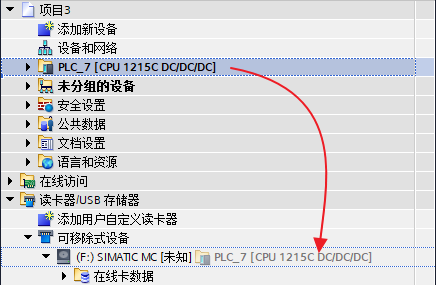 项目3
添加新设备
设备和网络
PLC_7 [CPU 1215C DC/DC/DC]
未分组的设备
安全设置
公共数据
文档设置
语言和资源
在线访问
读卡器/USB 存储器
添加用户自定义读卡器
可移除式设备
(F:) SIMATIC MC [未知] PLC_7 [CPU 1215C DC/DC/DC]
在线卡数据